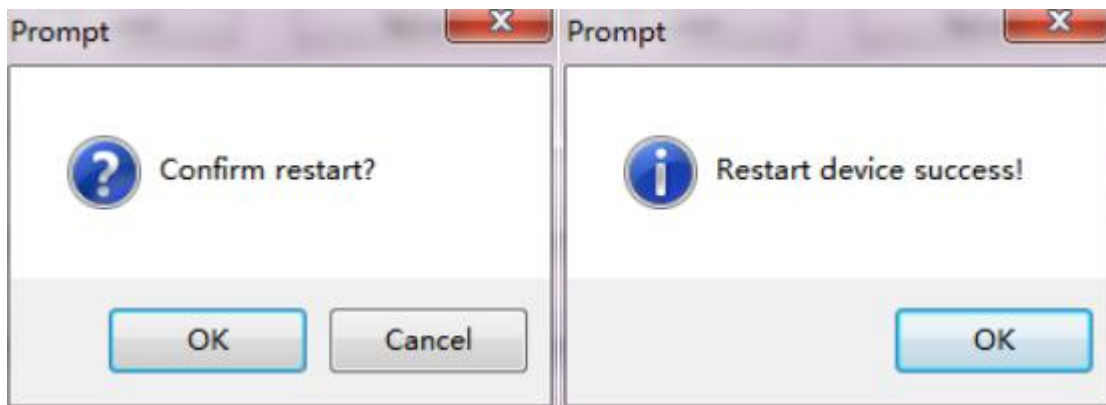 Prompt
Confirm restart?
OK Cancel
Prompt
Restart device success!
OK